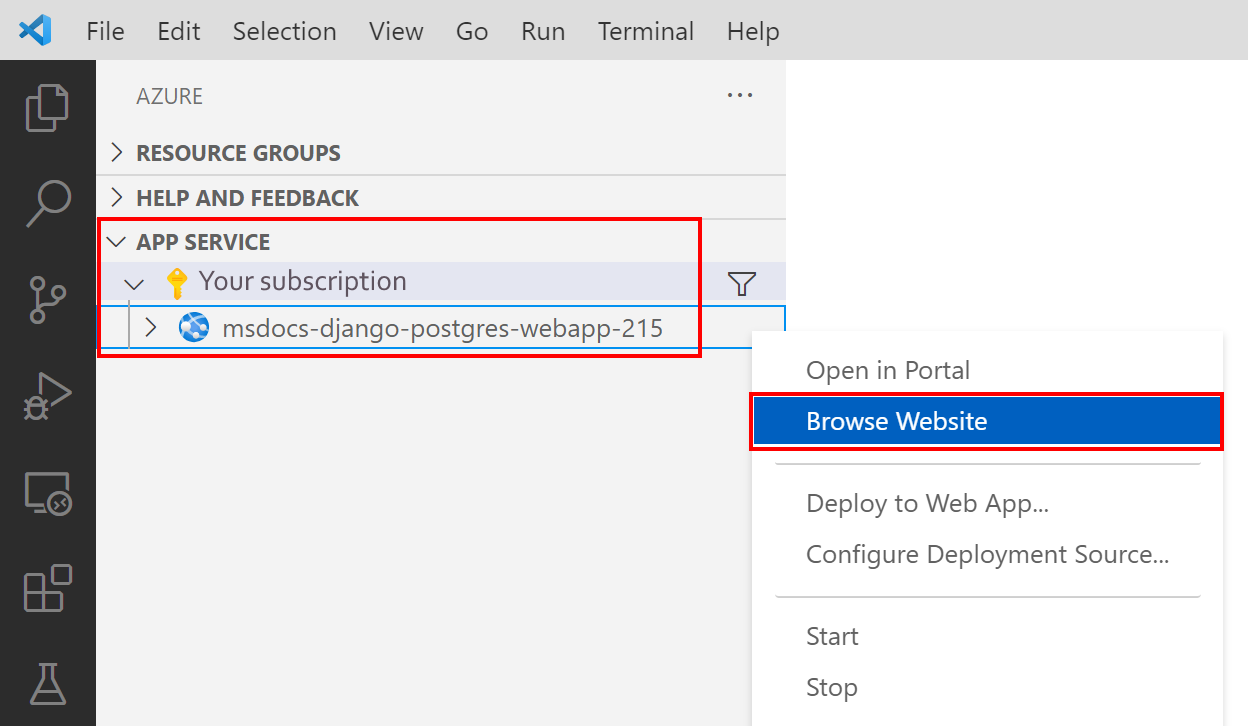 File Edit Selection View Go Run Terminal Help
AZURE
RESOURCE GROUPS
HELP AND FEEDBACK
APP SERVICE
Your subscription
msdocs-django-postgres-webapp-215
Open in Portal
Browse Website
Deploy to Web App...
Configure Deployment Source...
Start
Stop